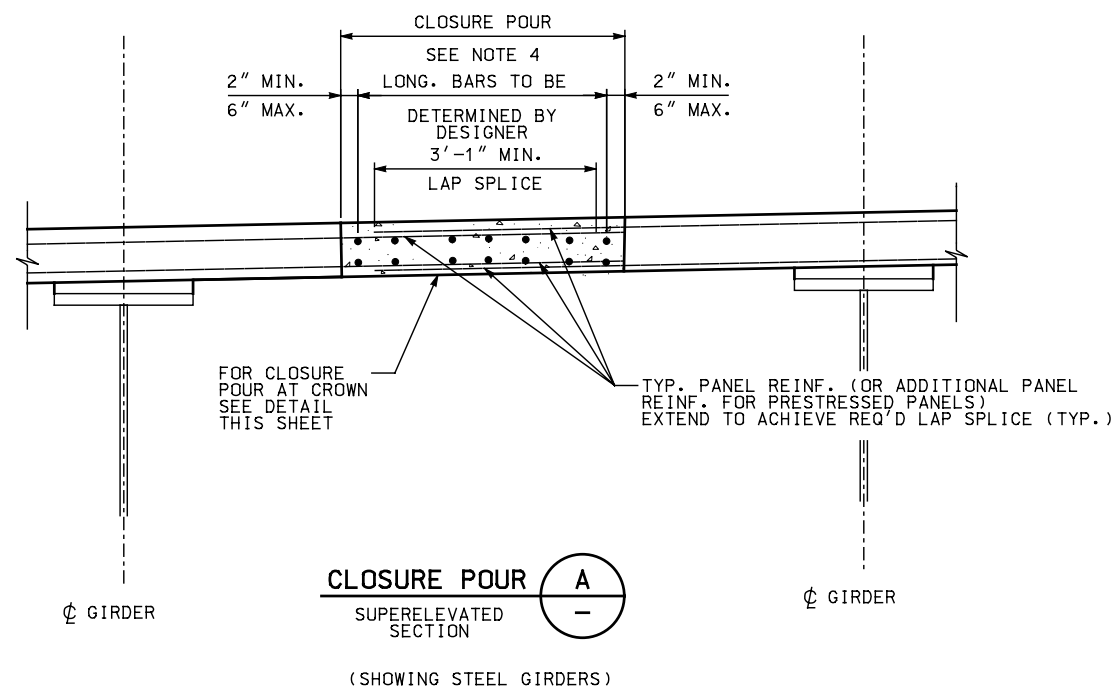 CLOSURE POUR
SEE NOTE 4
2" MIN.
6" MAX.
LONG. BARS TO BE
DETERMINED BY
DESIGNER
2" MIN.
6" MAX.
3'-1" MIN.
LAP SPLICE
FOR CLOSURE
POUR AT CROWN
SEE DETAIL
THIS SHEET
TYP. PANEL REINF. (OR ADDITIONAL PANEL
REINF. FOR PRESTRESSED PANELS)
EXTEND TO ACHIEVE REQ'D LAP SPLICE (TYP.)
℄ GIRDER
℄ GIRDER
CLOSURE POUR
A
–
SUPERELEVATED
SECTION
(SHOWING STEEL GIRDERS)